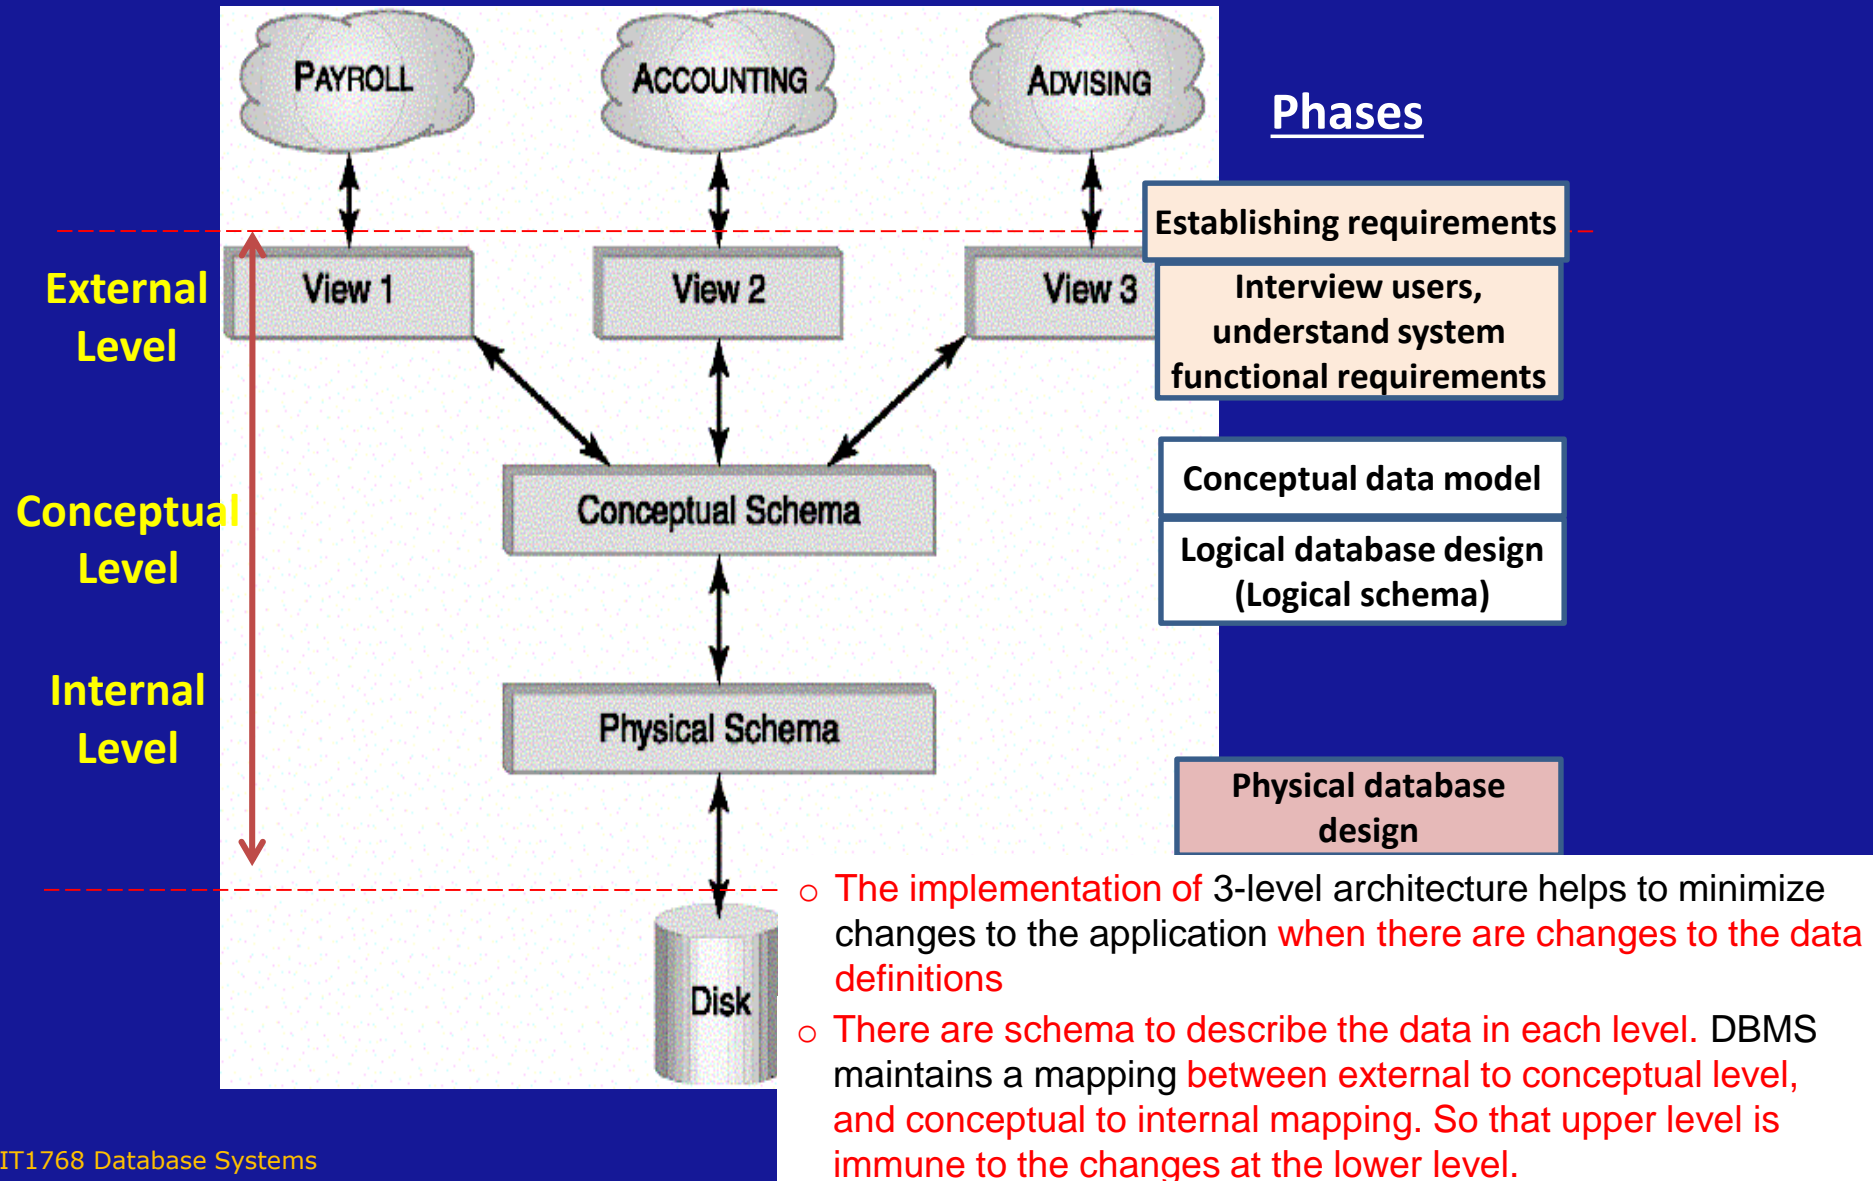 PAYROLL
ACCOUNTING
ADVISING
Phases
Establishing requirements
External
Level
View 1
View 2
View 3
Interview users,
understand system
functional requirements
Conceptual
Level
Conceptual Schema
Conceptual data model
Logical database design
(Logical schema)
Internal
Level
Physical Schema
Physical database
design
Disk
o The implementation of 3-level architecture helps to minimize
changes to the application when there are changes to the data
definitions
o There are schema to describe the data in each level. DBMS
maintains a mapping between external to conceptual level,
and conceptual to internal mapping. So that upper level is
immune to the changes at the lower level.
IT1768 Database Systems